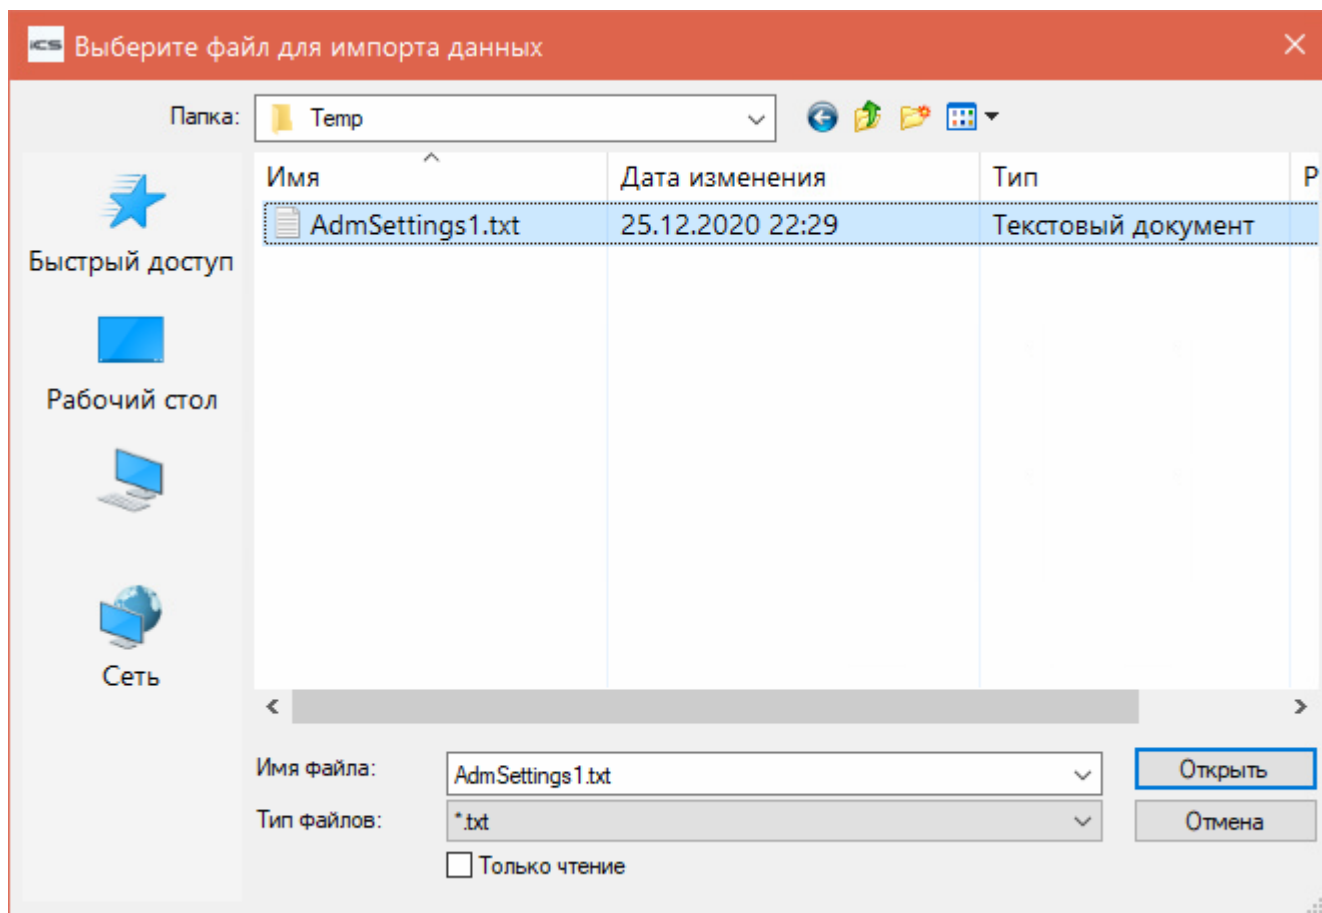 iCS Выберите файл для импорта данных
Папка: Temp
Имя Дата изменения Тип Р
AdmSettings1.txt 25.12.2020 22:29 Текстовый документ
Быстрый доступ
Рабочий стол
Сеть
Имя файла: AdmSettings1.txt Открыть
Тип файлов: *.txt Отмена
Только чтение